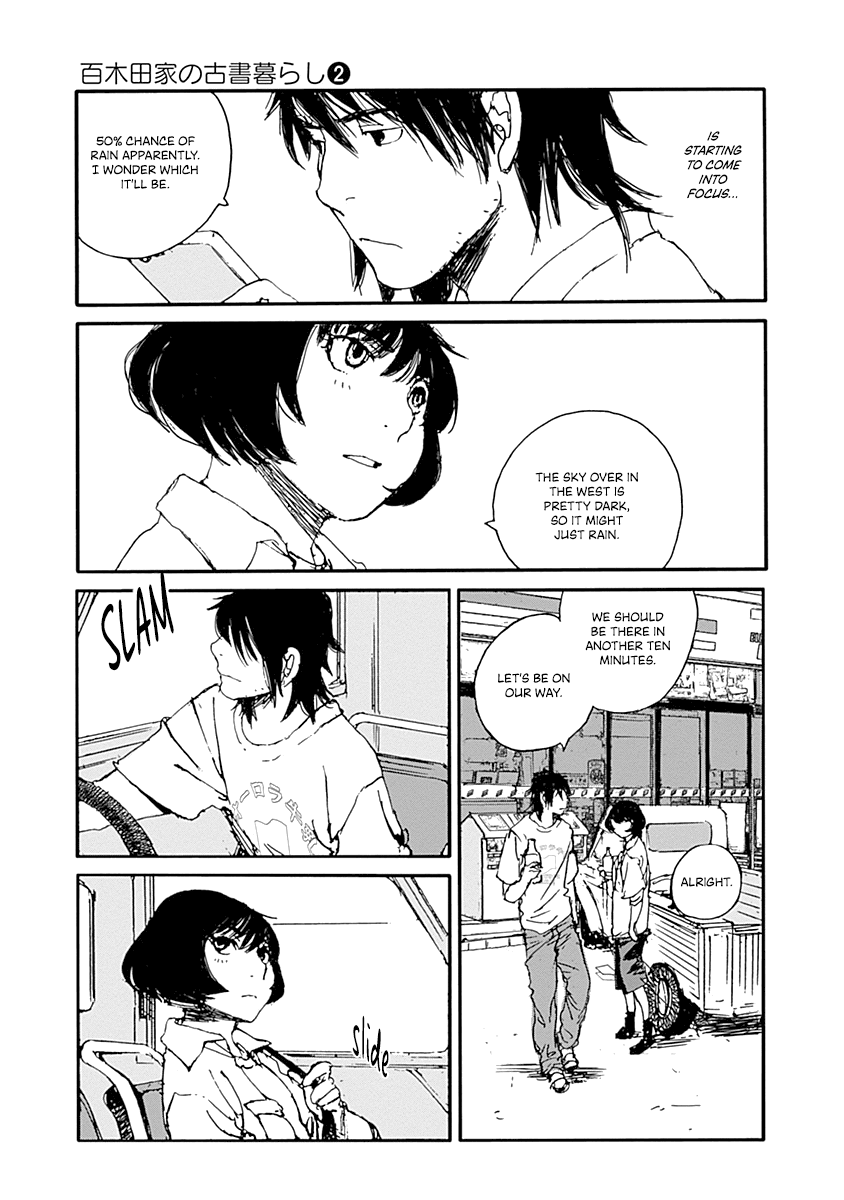 百木田家の古書暮らし❷
IS
STARTING
TO COME
INTO
FOCUS...
50% CHANCE OF
RAIN APPARENTLY.
I WONDER WHICH
IT'LL BE.
THE SKY OVER IN
THE WEST IS
PRETTY DARK,
SO IT MIGHT
JUST RAIN.
WE SHOULD
BE THERE IN
ANOTHER TEN
MINUTES.
LET'S BE ON
OUR WAY.
ALRIGHT.
SLAM
slide